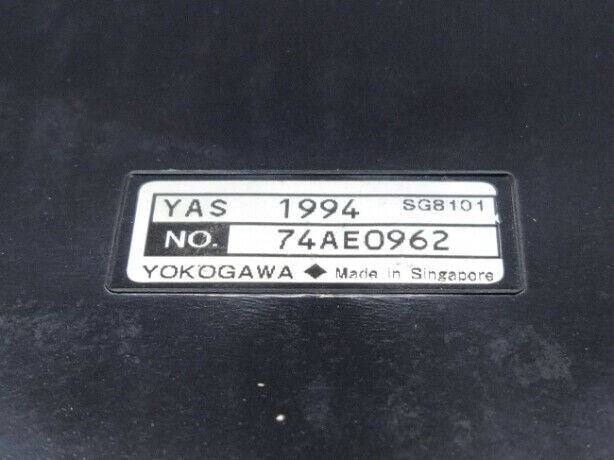 YAS 1994 SG8101
NO. 74AE0962
YOKOGAWA ◆ Made in Singapore